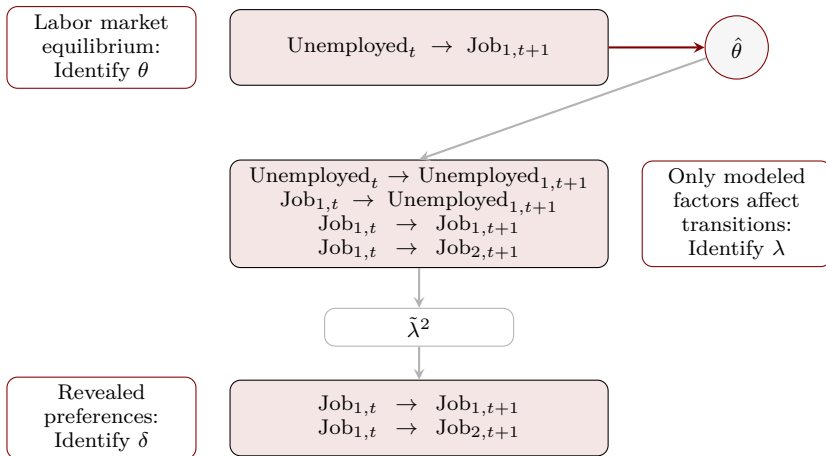 Labor market
equilibrium:
Identify θ
Unemployed_t → Job_{1,t+1}
θ̂
Unemployed_t → Unemployed_{1,t+1}
Job_{1,t} → Unemployed_{1,t+1}
Job_{1,t} → Job_{1,t+1}
Job_{1,t} → Job_{2,t+1}
Only modeled
factors affect
transitions:
Identify λ
λ̃²
Revealed
preferences:
Identify δ
Job_{1,t} → Job_{1,t+1}
Job_{1,t} → Job_{2,t+1}